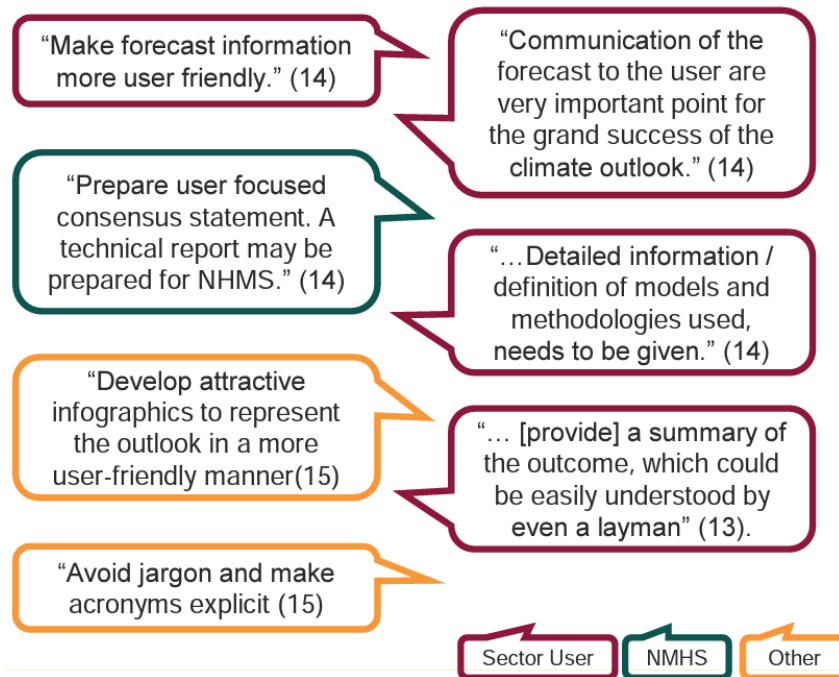 “Make forecast information
more user friendly.” (14)
“Communication of the
forecast to the user are
very important point for
the grand success of the
climate outlook.” (14)
“Prepare user focused
consensus statement. A
technical report may be
prepared for NHMS.” (14)
“…Detailed information /
definition of models and
methodologies used,
needs to be given.” (14)
“Develop attractive
infographics to represent
the outlook in a more
user-friendly manner(15)
“… [provide] a summary of
the outcome, which could
be easily understood by
even a layman” (13).
“Avoid jargon and make
acronyms explicit (15)
Sector User
NMHS
Other